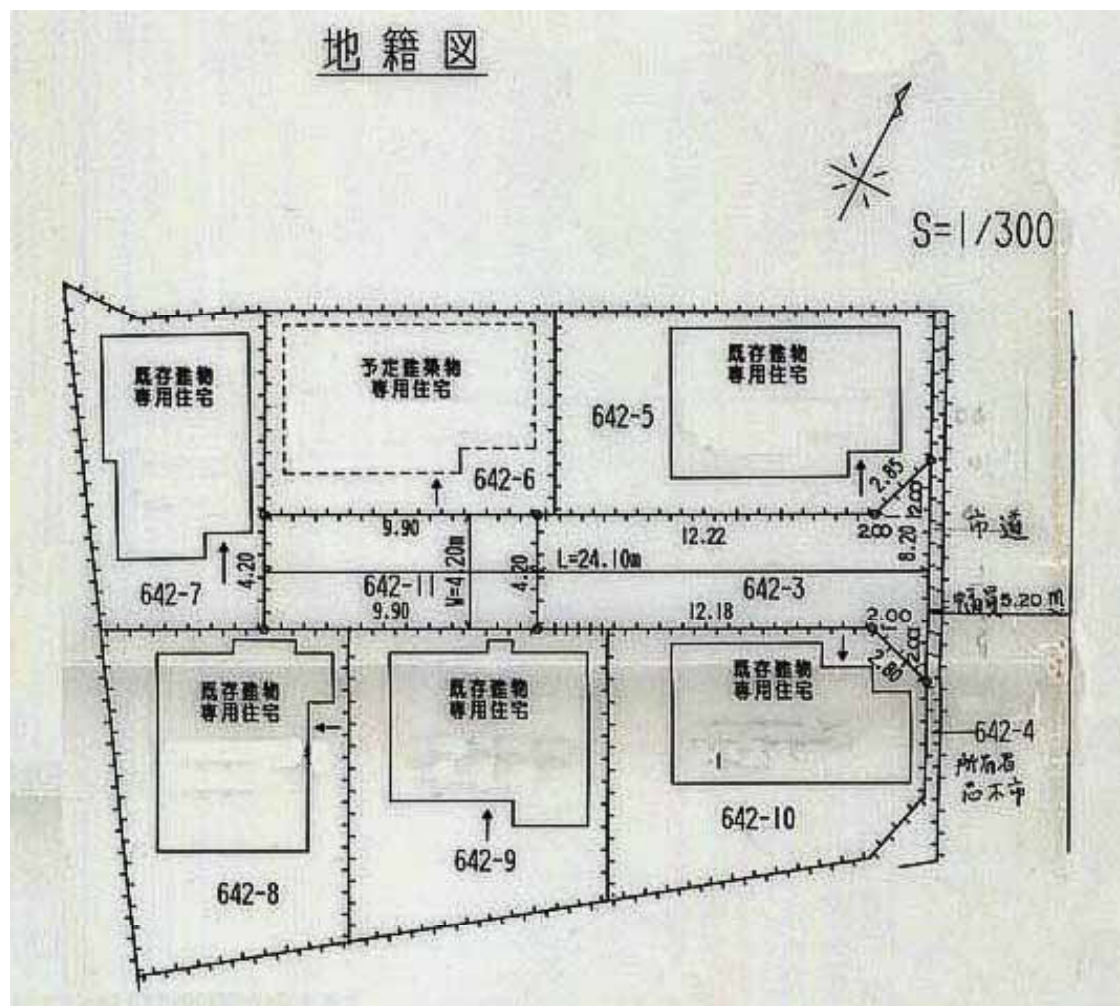 地籍図
S=1/300
既存建物
専用住宅
予定建築物
専用住宅
既存建物
専用住宅
642-5
642-6
2.85
2.00
2.00
8.20
市道
9.90
12.22
4.20
W=4.20m
4.20
L=24.10m
642-7
642-11
642-3
9.90
12.18
2.00
2.00
2.80
幅員5.20m
既存建物
専用住宅
既存建物
専用住宅
既存建物
専用住宅
642-4
所有者
642-10
642-9
642-8